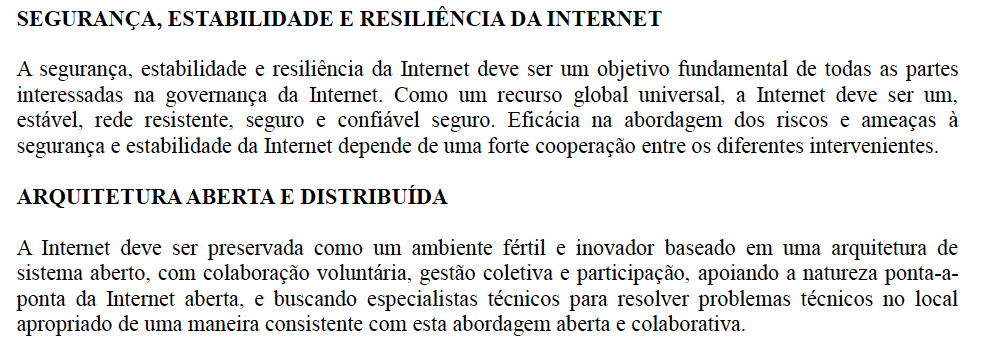 SEGURANÇA, ESTABILIDADE E RESILIÊNCIA DA INTERNET
A segurança, estabilidade e resiliência da Internet deve ser um objetivo fundamental de todas as partes
interessadas na governança da Internet. Como um recurso global universal, a Internet deve ser um,
estável, rede resistente, seguro e confiável seguro. Eficácia na abordagem dos riscos e ameaças à
segurança e estabilidade da Internet depende de uma forte cooperação entre os diferentes intervenientes.
ARQUITETURA ABERTA E DISTRIBUÍDA
A Internet deve ser preservada como um ambiente fértil e inovador baseado em uma arquitetura de
sistema aberto, com colaboração voluntária, gestão coletiva e participação, apoiando a natureza ponta-a-
ponta da Internet aberta, e buscando especialistas técnicos para resolver problemas técnicos no local
apropriado de uma maneira consistente com esta abordagem aberta e colaborativa.